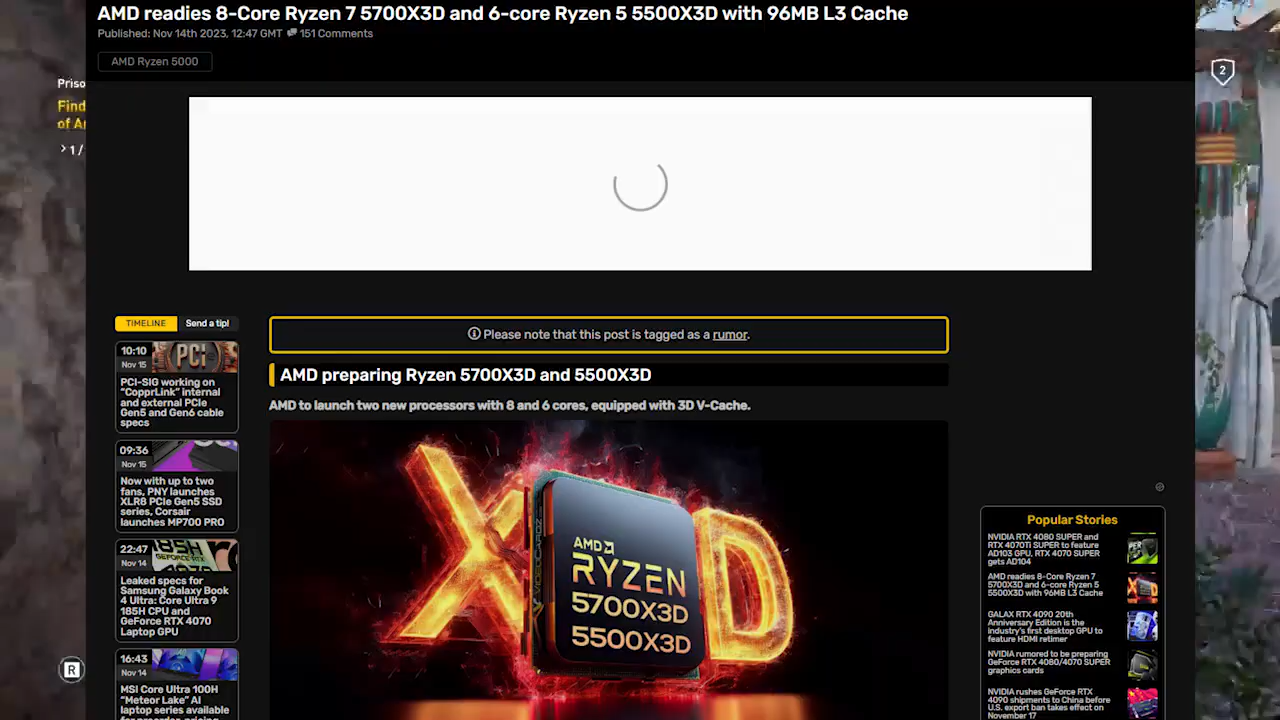 AMD readies 8-Core Ryzen 7 5700X3D and 6-core Ryzen 5 5500X3D with 96MB L3 Cache
Published: Nov 14th 2023, 12:47 GMT 151 Comments
AMD Ryzen 5000
Priso
Find
of A
1/
2
TIMELINE Send a tip!
10:10
Nov 15
PCI
PCI-SIG working on
“CopprLink” internal
and external PCIe
Gen5 and Gen6 cable
specs
09:36
Nov 15
Now with up to two
fans, PNY launches
XLR8 PCIe Gen5 SSD
series, Corsair
launches MP700 PRO
22:47
Nov 14
Leaked specs for
Samsung Galaxy Book
4 Ultra: Core Ultra 9
185H CPU and
GeForce RTX 4070
Laptop GPU
16:43
Nov 14
MSI Core Ultra 100H
“Meteor Lake” AI
laptop series available
R
Please note that this post is tagged as a rumor.
AMD preparing Ryzen 5700X3D and 5500X3D
AMD to launch two new processors with 8 and 6 cores, equipped with 3D V-Cache.
X
D
VIDEOCARDZ
AMD
RYZEN
5700X3D
5500X3D
Popular Stories
NVIDIA RTX 4080 SUPER and
RTX 4070Ti SUPER to feature
AD103 GPU, RTX 4070 SUPER
gets AD104
AMD readies 8-Core Ryzen 7
5700X3D and 6-core Ryzen 5
5500X3D with 96MB L3 Cache
GALAX RTX 4090 20th
Anniversary Edition is the
industry’s first desktop GPU to
feature HDMI retimer
NVIDIA rumored to be preparing
GeForce RTX 4080/4070 SUPER
graphics cards
NVIDIA rushes GeForce RTX
4090 shipments to China before
U.S. export ban takes effect on
November 17